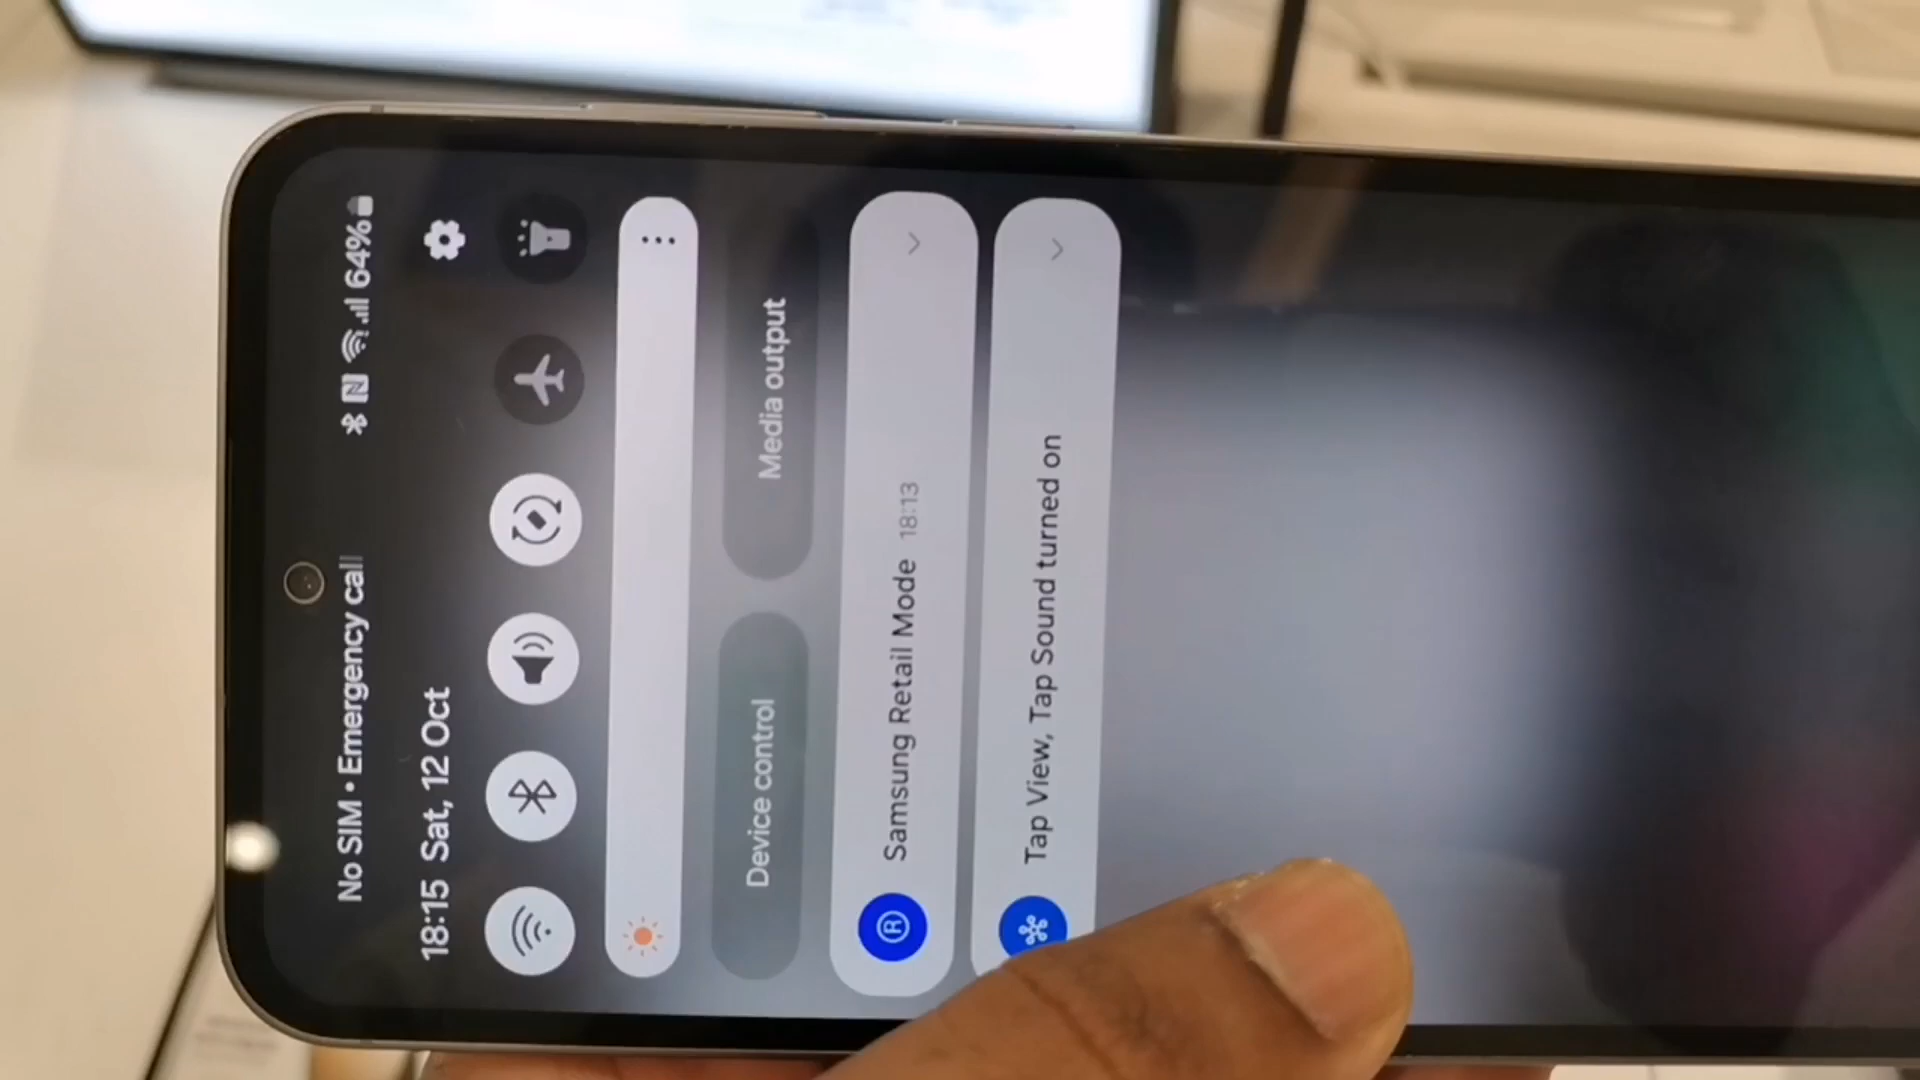 No SIM • Emergency call 64%
18:15 Sat, 12 Oct
Device control Media output
Samsung Retail Mode 18:13
Tap View, Tap Sound turned on